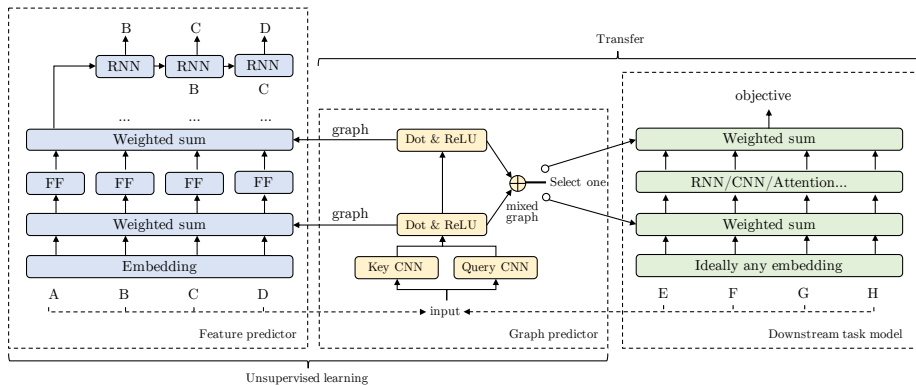 B C D
Transfer
RNN RNN RNN
B C
objective
... ... ...
Weighted sum
graph
Dot & ReLU
Weighted sum
FF FF FF FF
Select one
RNN/CNN/Attention...
mixed
graph
Weighted sum
graph
Dot & ReLU
Weighted sum
Embedding
Key CNN
Query CNN
Ideally any embedding
A B C D
E F G H
input
Feature predictor
Graph predictor
Downstream task model
Unsupervised learning